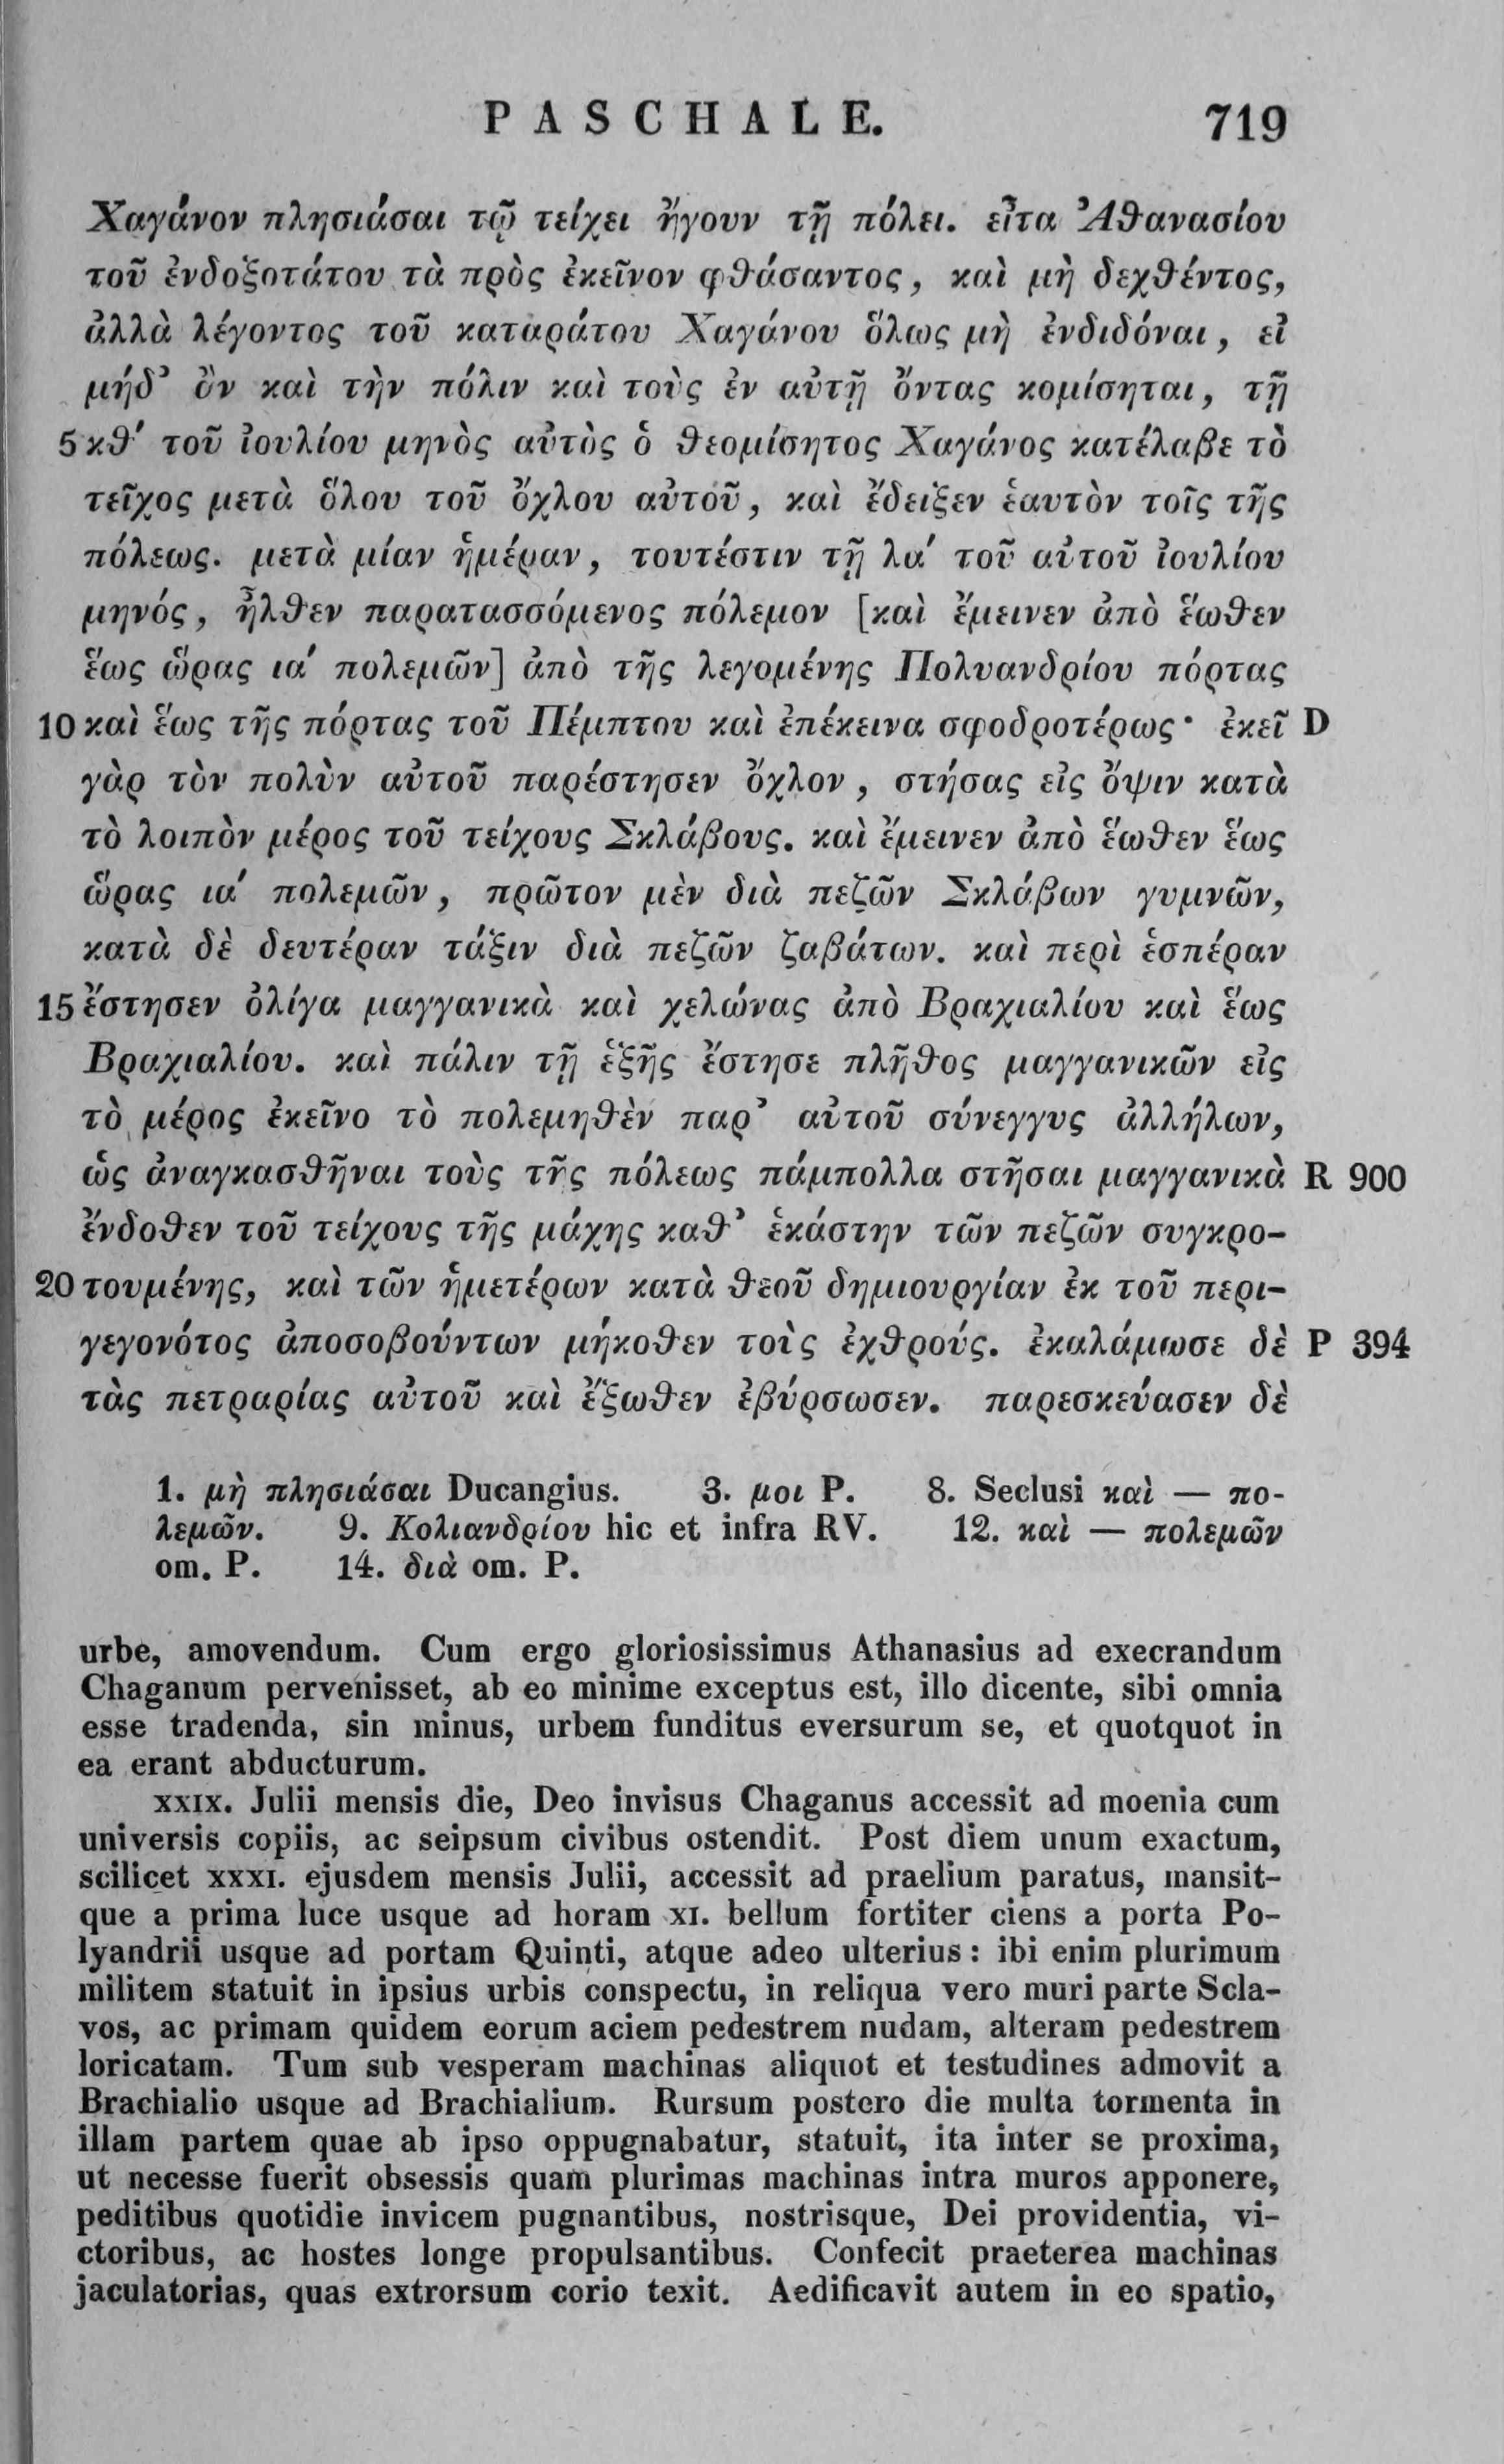 PASCHALE. 719
Χαγάνον πλησιάσαι τῷ τείχει ἤγουν τῇ πόλει. εἶτα Ἀθανασίου
τοῦ ἐνδοξοτάτου τὰ πρὸς ἐκεῖνον φθάσαντος, καὶ μὴ δεχθέντος,
ἀλλὰ λέγοντος τοῦ καταράτου Χαγάνου ὅλως μὴ ἐνδιδόναι, εἰ
μήδ᾽ ὃν καὶ τὴν πόλιν καὶ τοὺς ἐν αὐτῇ ὄντας κομίσηται, τῇ
5 κθ´ τοῦ ἰουλίου μηνὸς αὐτὸς ὁ θεομίσητος Χαγάνος κατέλαβε τὸ
τεῖχος μετὰ ὅλου τοῦ ὄχλου αὐτοῦ, καὶ ἔδειξεν ἑαυτὸν τοῖς τῆς
πόλεως. μετὰ μίαν ἡμέραν, τουτέστιν τῇ λα´ τοῦ αὐτοῦ ἰουλίου
μηνός, ἦλθεν παρατασσόμενος πόλεμον [καὶ ἔμεινεν ἀπὸ ἕωθεν
ἕως ὥρας ια´ πολεμῶν] ἀπὸ τῆς λεγομένης Πολυανδρίου πόρτας
10 καὶ ἕως τῆς πόρτας τοῦ Πέμπτου καὶ ἐπέκεινα σφοδροτέρως· ἐκεῖ D
γὰρ τὸν πολὺν αὐτοῦ παρέστησεν ὄχλον, στήσας εἰς ὄψιν κατὰ
τὸ λοιπὸν μέρος τοῦ τείχους Σκλάβους. καὶ ἔμεινεν ἀπὸ ἕωθεν ἕως
ὥρας ια´ πολεμῶν, πρῶτον μὲν διὰ πεζῶν Σκλάβων γυμνῶν,
κατὰ δὲ δευτέραν τάξιν διὰ πεζῶν ζαβάτων. καὶ περὶ ἑσπέραν
15 ἔστησεν ὀλίγα μαγγανικὰ καὶ χελώνας ἀπὸ Βραχιαλίου καὶ ἕως
Βραχιαλίου. καὶ πάλιν τῇ ἑξῆς ἔστησε πλῆθος μαγγανικῶν εἰς
τὸ μέρος ἐκεῖνο τὸ πολεμηθὲν παρ᾽ αὐτοῦ σύνεγγυς ἀλλήλων,
ὡς ἀναγκασθῆναι τοὺς τῆς πόλεως πάμπολλα στῆσαι μαγγανικὰ R 900
ἔνδοθεν τοῦ τείχους τῆς μάχης καθ᾽ ἑκάστην τῶν πεζῶν συγκρο-
20 τουμένης, καὶ τῶν ἡμετέρων κατὰ θεοῦ δημιουργίαν ἐκ τοῦ περι-
γεγονότος ἀποσοβούντων μήκοθεν τοὺς ἐχθρούς. ἐκαλάμωσε δὲ P 394
τὰς πετραρίας αὐτοῦ καὶ ἔξωθεν ἐβύρσωσεν. παρεσκεύασεν δὲ
1. μὴ πλησιάσαι Ducangius. 3. μοι P. 8. Seclusi καὶ — πο-
λεμῶν. 9. Κολιανδρίου hic et infra RV. 12. καὶ — πολεμῶν
om. P. 14. διὰ om. P.
urbe, amovendum. Cum ergo gloriosissimus Athanasius ad execrandum
Chaganum pervenisset, ab eo minime exceptus est, illo dicente, sibi omnia
esse tradenda, sin minus, urbem funditus eversurum se, et quotquot in
ea erant abducturum.
XXIX. Julii mensis die, Deo invisus Chaganus accessit ad moenia cum
universis copiis, ac seipsum civibus ostendit. Post diem unum exactum,
scilicet XXXI. ejusdem mensis Julii, accessit ad praelium paratus, mansit-
que a prima luce usque ad horam XI. bellum fortiter ciens a porta Po-
lyandrii usque ad portam Quinti, atque adeo ulterius: ibi enim plurimum
militem statuit in ipsius urbis conspectu, in reliqua vero muri parte Scla-
vos, ac primam quidem eorum aciem pedestrem nudam, alteram pedestrem
loricatam. Tum sub vesperam machinas aliquot et testudines admovit a
Brachialio usque ad Brachialium. Rursum postero die multa tormenta in
illam partem quae ab ipso oppugnabatur, statuit, ita inter se proxima,
ut necesse fuerit obsessis quam plurimas machinas intra muros apponere,
peditibus quotidie invicem pugnantibus, nostrisque, Dei providentia, vi-
ctoribus, ac hostes longe propulsantibus. Confecit praeterea machinas
jaculatorias, quas extrorsum corio texit. Aedificavit autem in eo spatio,